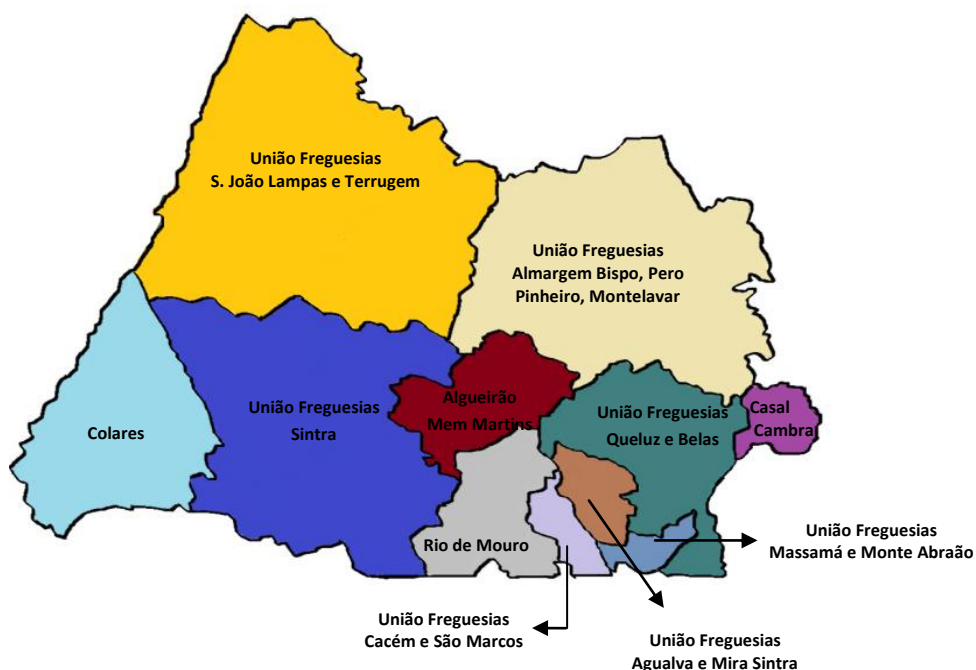 União Freguesias
S. João Lampas e Terrugem
União Freguesias
Almargem Bispo, Pero
Pinheiro, Montelavar
Colares
União Freguesias
Sintra
Algueirão
Mem Martins
União Freguesias
Queluz e Belas
Casal
Cambra
Rio de Mouro
União Freguesias
Massamá e Monte Abraão
União Freguesias
Cacém e São Marcos
União Freguesias
Agualva e Mira Sintra